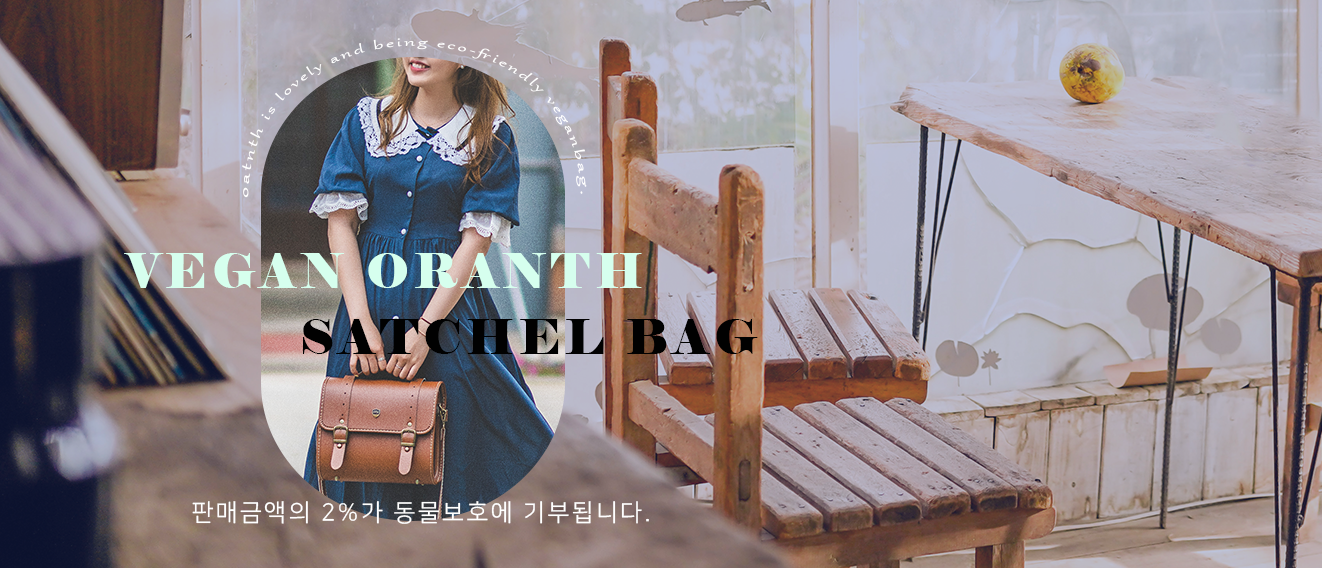 oatnth is lovely and being eco-friendly veganbag.
VEGAN ORANTH
SATCHEL BAG
판매금액의 2%가 동물보호에 기부됩니다.